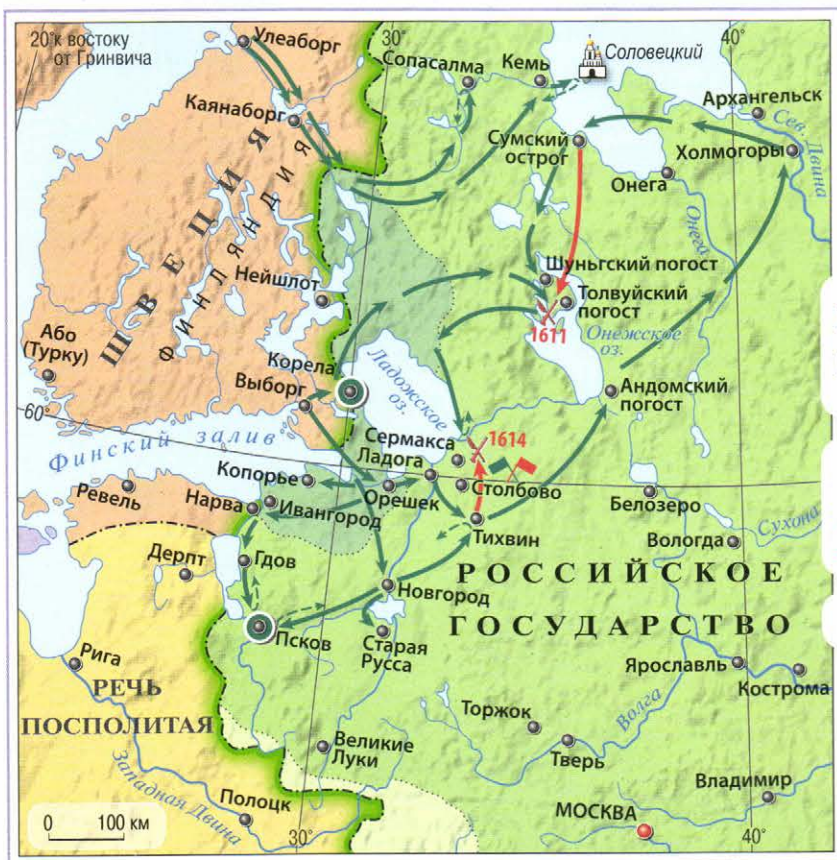 20°к востоку
от Гринвича
Улеаборг
30°
40°
Сопасалма
Кемь
Соловецкий
Каянаборг
Архангельск
Сев. Двина
Сумский
острог
Холмогоры
Онега
Онега
ШВЕЦИЯ
ФИНЛЯНДИЯ
Нейшлот
Шуньгский погост
Толвуйский
погост
1611
Онежское
оз.
Або
(Турку)
Корела
Ладожское
оз.
Выборг
Андомский
погост
60°
Финский залив
Сермакса
1614
Ладога
Копорье
Столбово
Орешек
Ревель
Нарва
Ивангород
Белозеро
Тихвин
Сухона
Вологда
Дерпт
Гдов
РОССИЙСКОЕ
ГОСУДАРСТВО
Новгород
Псков
Старая
Русса
Рига
Ярославль
Кострома
РЕЧЬ
ПОСПОЛИТАЯ
Торжок
Волга
Великие
Луки
Тверь
Западная Двина
Владимир
Полоцк
МОСКВА
0 100 км
30°
40°